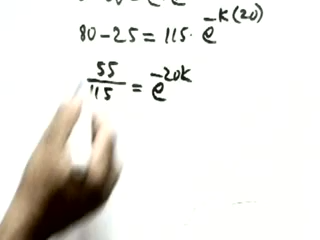 80-25 = 115. e^-K(20)
55/115 = e^-20K